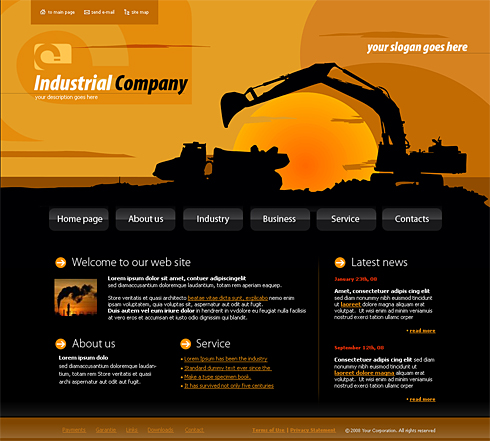 to main page
send e-mail
site map
your slogan goes here
Industrial Company
your description goes here
Home page
About us
Industry
Business
Service
Contacts
Welcome to our web site
Lorem ipsum dolor sit amet, contuer adipiscingelit
sed diamaccusantium doloremque laudantium, totam rem aperiam eaquep.
Store veritatis et quasi architecto beatae vitae dicta sunt, explicabo nemo enim
ipsam voluptatem, quia voluptas sit, aspernatur aut odit aut fugit.
Duis autem vel eum iriure dolor in hendrerit in vvdolore eu feugat nulla facilisis
at vero eros et accumsan et iusto odio dignissim qui blandit.
About us
Lorem ipsum dolo
sed diamaccusantium doloremque laudan-
tium, totam rem Store veritatis et quasi
archi aspernatur aut odit aut fugit.
Service
Lorem Ipsum has been the industry
Standard dummy text ever since the.
Make a type specimen book.
It has survived not only five centuries
Latest news
January 23th, 08
Amet, consectetuer adipis cing elit
sed diam nonummy nibh euismod tincidunt
ut laoreet dolore magna aliquam erat
volutpat. Ut wisi enim ad minim veniamuis
nostrud exerci tation ullamc orper
read more
September 12th, 08
Consectetuer adipis cing elit sed diam
nonummy nibh euismod tincidunt ut
laoreet dolore magna aliquam erat
volutpat. Ut wisi enim ad minim veniamuis
nostrud exerci tation ullamc orper
read more
Payments
Garantie
Links
Downloads
Contact
Terms of Use | Privacy Statement
© 2008 Your Corporation. All rights reserved